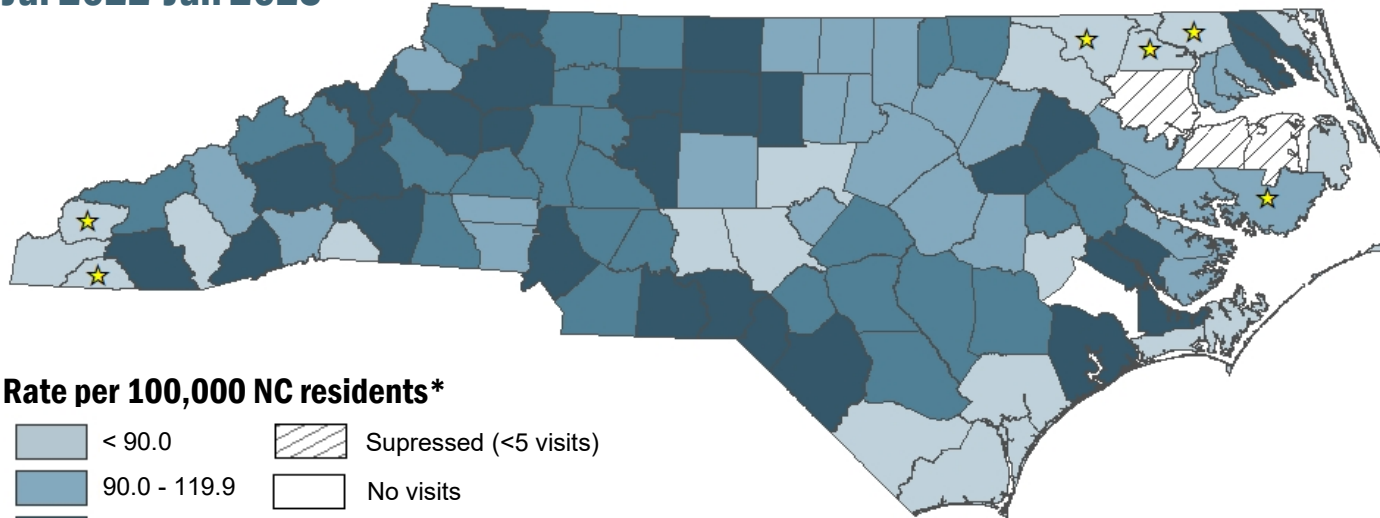 Rate per 100,000 NC residents*
< 90.0
Supressed (<5 visits)
90.0 - 119.9
No visits